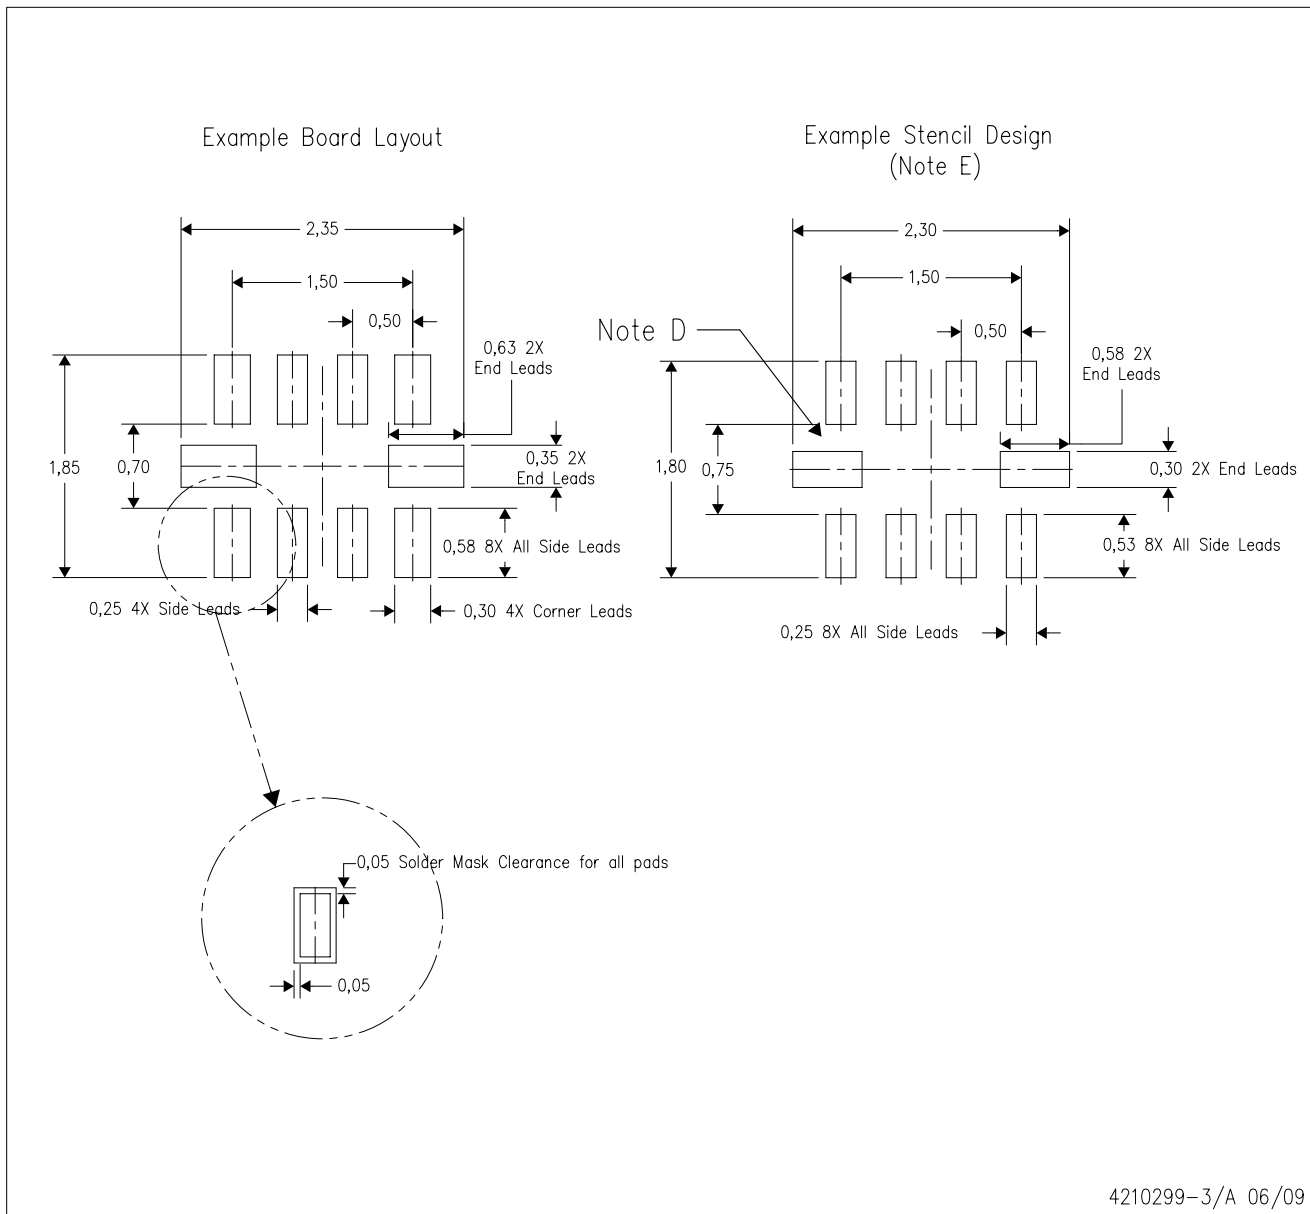 Example Board Layout
2,35
1,50
0,50
0,63 2X
End Leads
1,85
0,70
0,35 2X
End Leads
0,58 8X All Side Leads
0,25 4X Side Leads
0,30 4X Corner Leads
0,05 Solder Mask Clearance for all pads
0,05
Example Stencil Design
(Note E)
2,30
1,50
0,50
Note D
0,58 2X
End Leads
1,80
0,75
0,30 2X End Leads
0,53 8X All Side Leads
0,25 8X All Side Leads
4210299-3/A 06/09